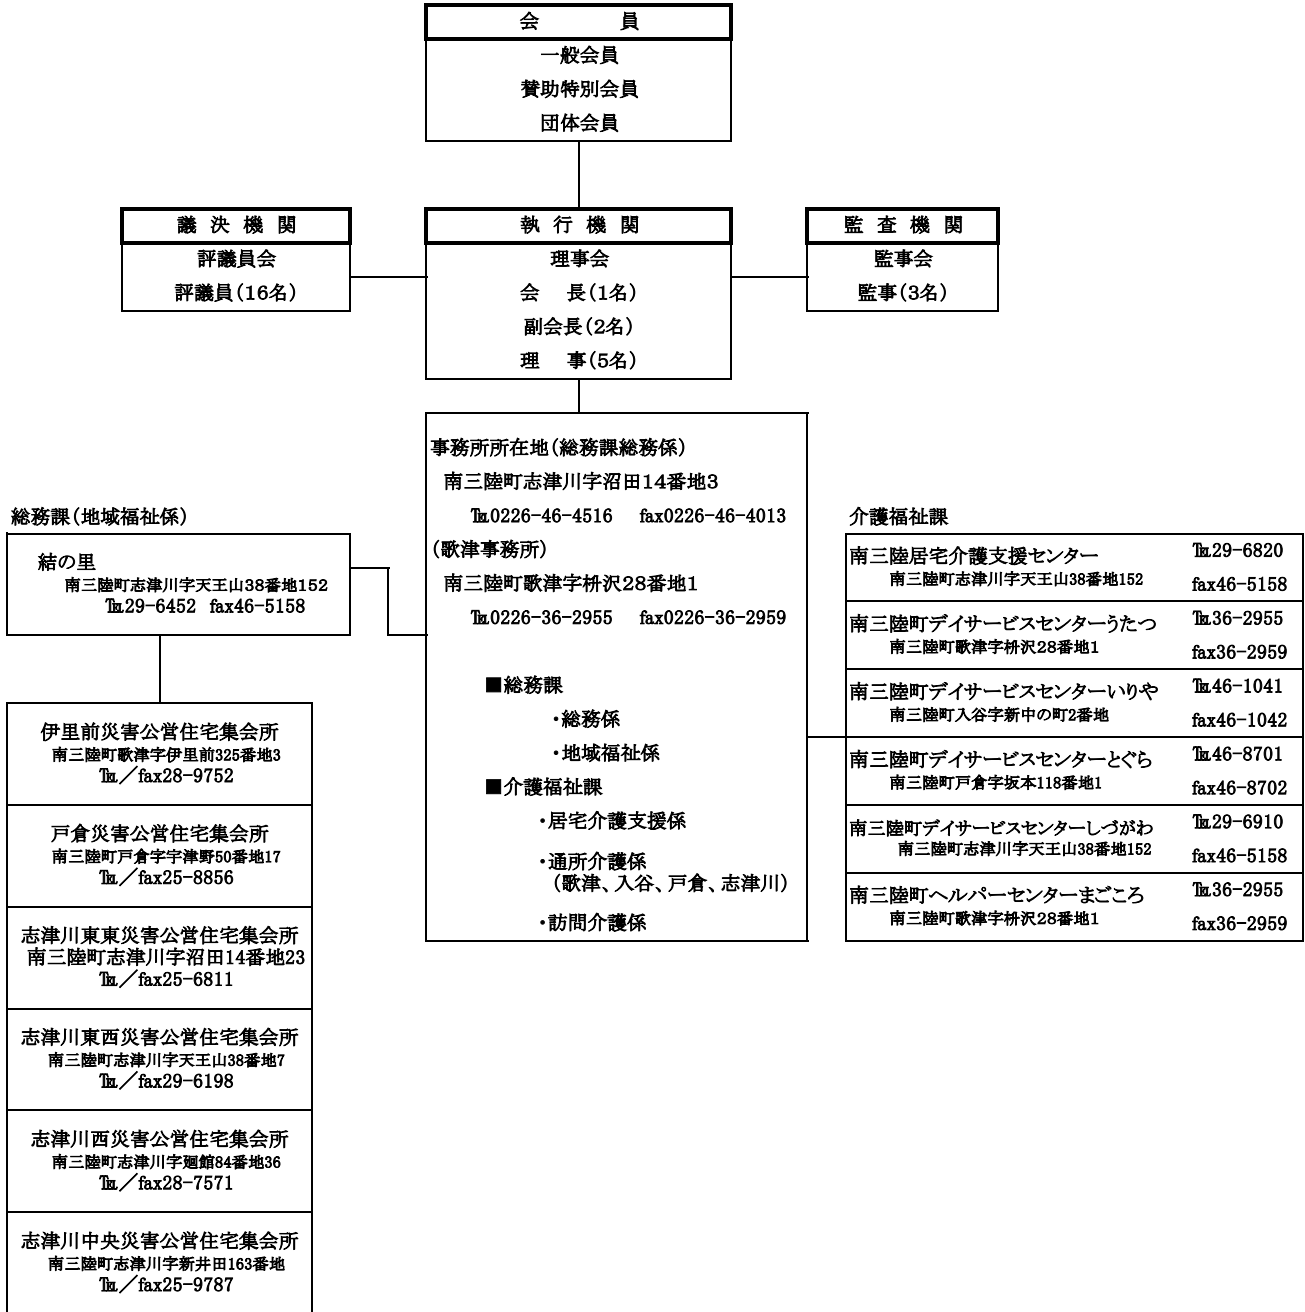 会　員
一般会員
賛助特別会員
団体会員
議 決 機 関
評議員会
評議員(16名)
執 行 機 関
理事会
会　長(1名)
副会長(2名)
理　事(5名)
監 査 機 関
監事会
監事(3名)
事務所所在地(総務課総務係)
南三陸町志津川字沼田14番地3
℡0226-46-4516　fax0226-46-4013
(歌津事務所)
南三陸町歌津字枡沢28番地1
℡0226-36-2955　fax0226-36-2959
■総務課
・総務係
・地域福祉係
■介護福祉課
・居宅介護支援係
・通所介護係
(歌津、入谷、戸倉、志津川)
・訪問介護係
総務課(地域福祉係)
結の里
南三陸町志津川字天王山38番地152
℡29-6452 fax46-5158
伊里前災害公営住宅集会所
南三陸町歌津字伊里前325番地3
℡／fax28-9752
戸倉災害公営住宅集会所
南三陸町戸倉字宇津野50番地17
℡／fax25-8856
志津川東東災害公営住宅集会所
南三陸町志津川字沼田14番地23
℡／fax25-6811
志津川東西災害公営住宅集会所
南三陸町志津川字天王山38番地7
℡／fax29-6198
志津川西災害公営住宅集会所
南三陸町志津川字廻館84番地36
℡／fax28-7571
志津川中央災害公営住宅集会所
南三陸町志津川字新井田163番地
℡／fax25-9787
介護福祉課
南三陸居宅介護支援センター
南三陸町志津川字天王山38番地152
℡29-6820
fax46-5158
南三陸町デイサービスセンターうたつ
南三陸町歌津字枡沢28番地1
℡36-2955
fax36-2959
南三陸町デイサービスセンターいりや
南三陸町入谷字新中の町2番地
℡46-1041
fax46-1042
南三陸町デイサービスセンターとぐら
南三陸町戸倉字坂本118番地1
℡46-8701
fax46-8702
南三陸町デイサービスセンターしづがわ
南三陸町志津川字天王山38番地152
℡29-6910
fax46-5158
南三陸町ヘルパーセンターまごころ
南三陸町歌津字枡沢28番地1
℡36-2955
fax36-2959